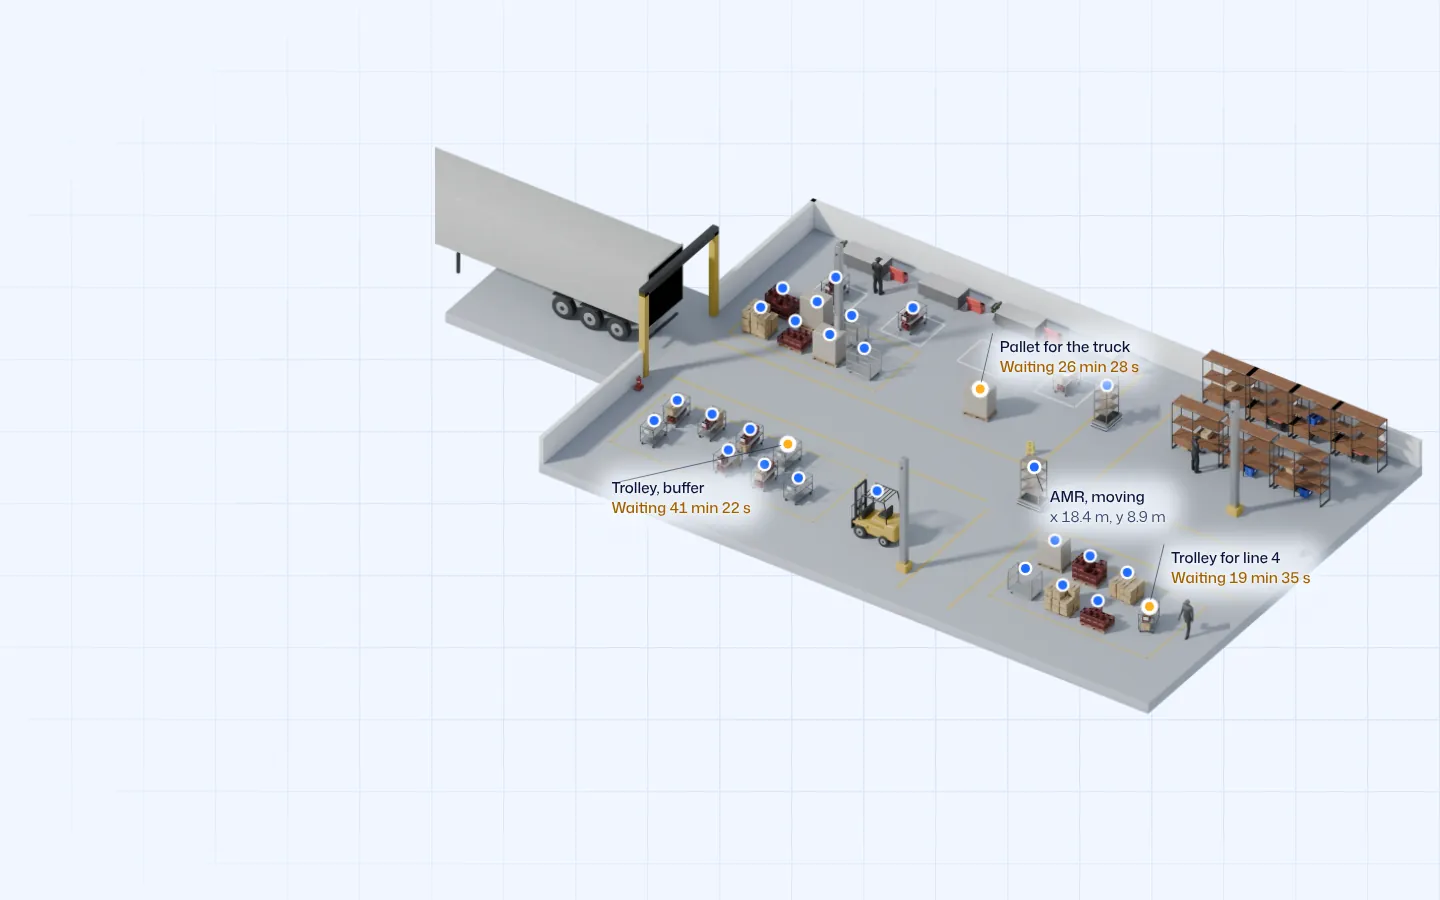 Pallet for the truck
Waiting 26 min 28 s
Trolley, buffer
Waiting 41 min 22 s
AMR, moving
x 18.4 m, y 8.9 m
Trolley for line 4
Waiting 19 min 35 s